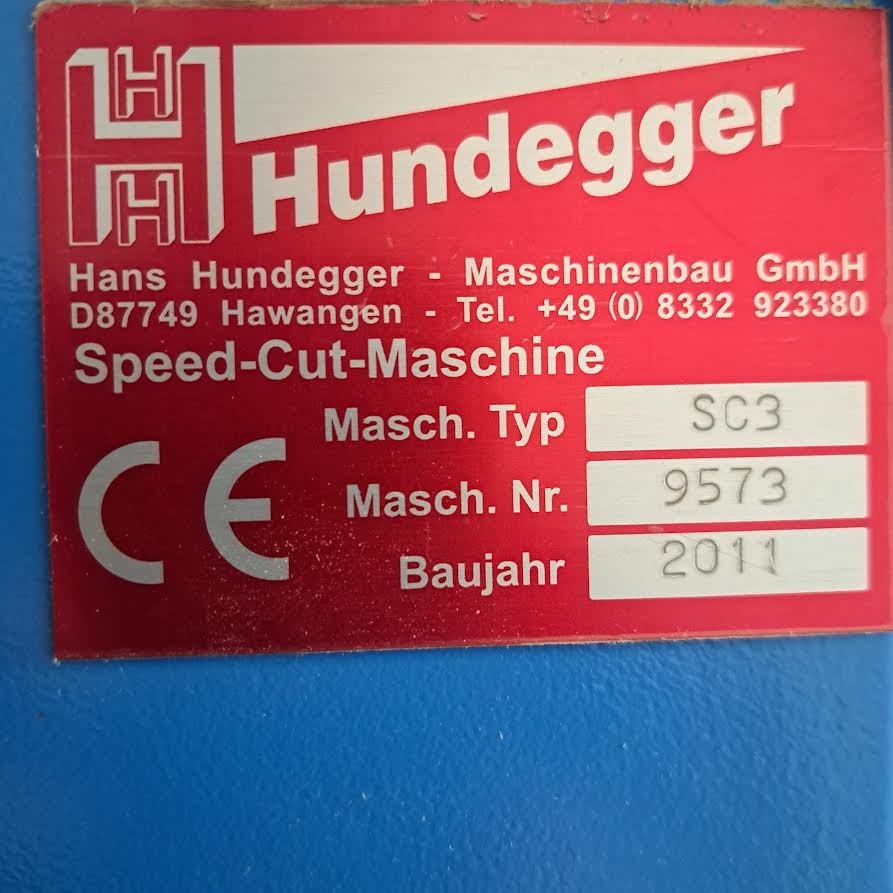 Hundegger
Hans Hundegger - Maschinenbau GmbH
D87749 Hawangen - Tel. +49 (0) 8332 923380
Speed-Cut-Maschine
Masch. Typ SC3
Masch. Nr. 9573
Baujahr 2011
CE